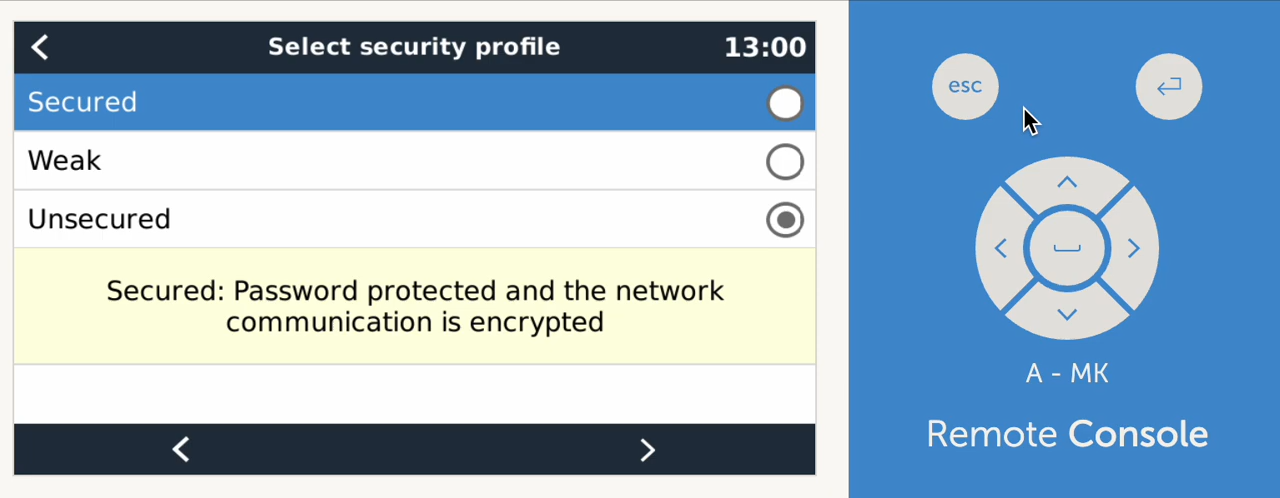 Select security profile 13:00
Secured
Weak
Unsecured
Secured: Password protected and the network
communication is encrypted
esc
A - MK
Remote Console